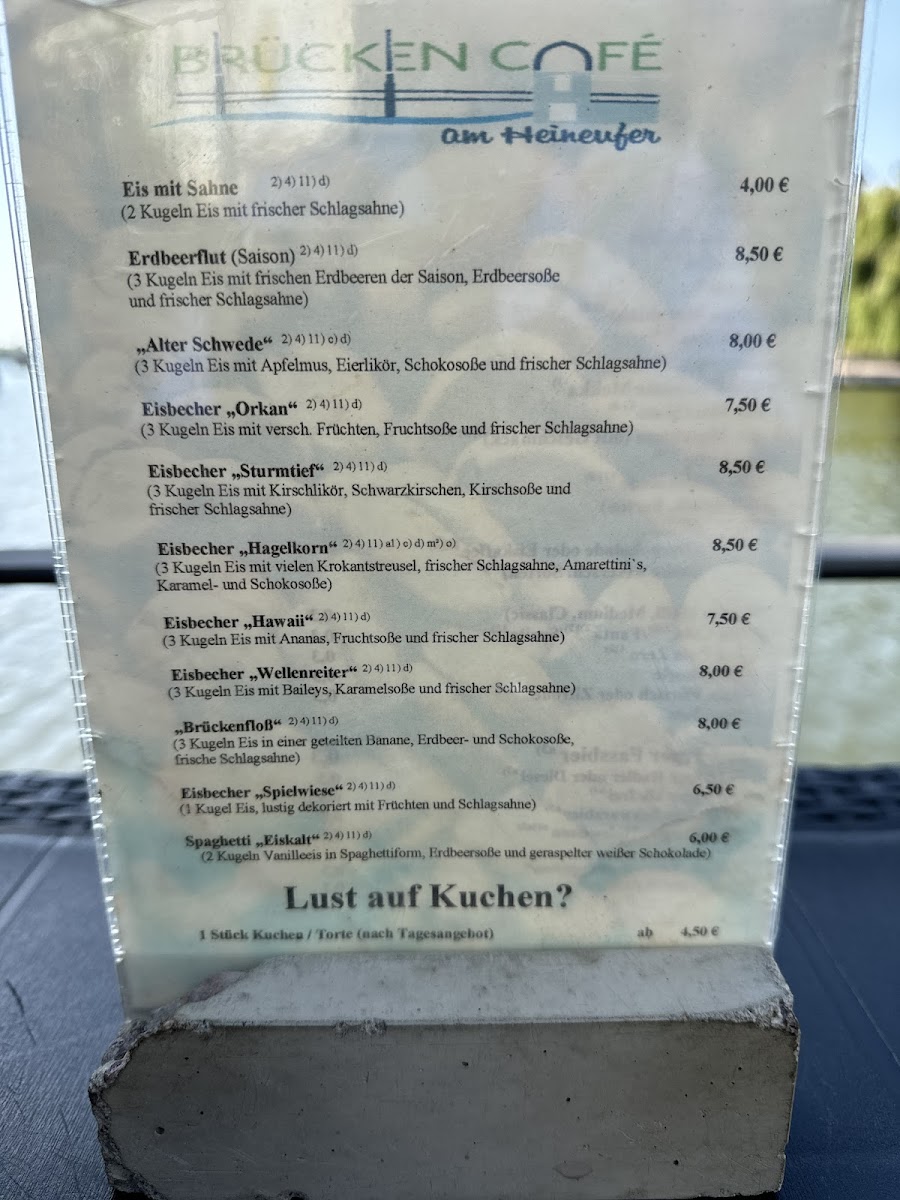 BRÜCKEN CAFÉ
am Heineufer
Eis mit Sahne 2) 4) 11) d) 4,00 €
(2 Kugeln Eis mit frischer Schlagsahne)
Erdbeerflut (Saison) 2) 4) 11) d) 8,50 €
(3 Kugeln Eis mit frischen Erdbeeren der Saison, Erdbeersoße
und frischer Schlagsahne)
„Alter Schwede“ 2) 4) 11) c) d) 8,00 €
(3 Kugeln Eis mit Apfelmus, Eierlikör, Schokosoße und frischer Schlagsahne)
Eisbecher „Orkan“ 2) 4) 11) d) 7,50 €
(3 Kugeln Eis mit versch. Früchten, Fruchtsoße und frischer Schlagsahne)
Eisbecher „Sturmtief“ 2) 4) 11) d) 8,50 €
(3 Kugeln Eis mit Kirschlikör, Schwarzkirschen, Kirschsoße und
frischer Schlagsahne)
Eisbecher „Hagelkorn“ 2) 4) 11) a1) c) d) m²) o) 8,50 €
(3 Kugeln Eis mit vielen Krokantstreusel, frischer Schlagsahne, Amarettini`s,
Karamel- und Schokosoße)
Eisbecher „Hawaii“ 2) 4) 11) d) 7,50 €
(3 Kugeln Eis mit Ananas, Fruchtsoße und frischer Schlagsahne)
Eisbecher „Wellenreiter“ 2) 4) 11) d) 8,00 €
(3 Kugeln Eis mit Baileys, Karamelsoße und frischer Schlagsahne)
„Brückenfloß“ 2) 4) 11) d) 8,00 €
(3 Kugeln Eis in einer geteilten Banane, Erdbeer- und Schokosoße,
frische Schlagsahne)
Eisbecher „Spielwiese“ 2) 4) 11) d) 6,50 €
(1 Kugel Eis, lustig dekoriert mit Früchten und Schlagsahne)
Spaghetti „Eiskalt“ 2) 4) 11) d) 6,00 €
(2 Kugeln Vanilleeis in Spaghettiform, Erdbeersoße und geraspelter weißer Schokolade)
Lust auf Kuchen?
1 Stück Kuchen / Torte (nach Tagesangebot) ab 4,50 €